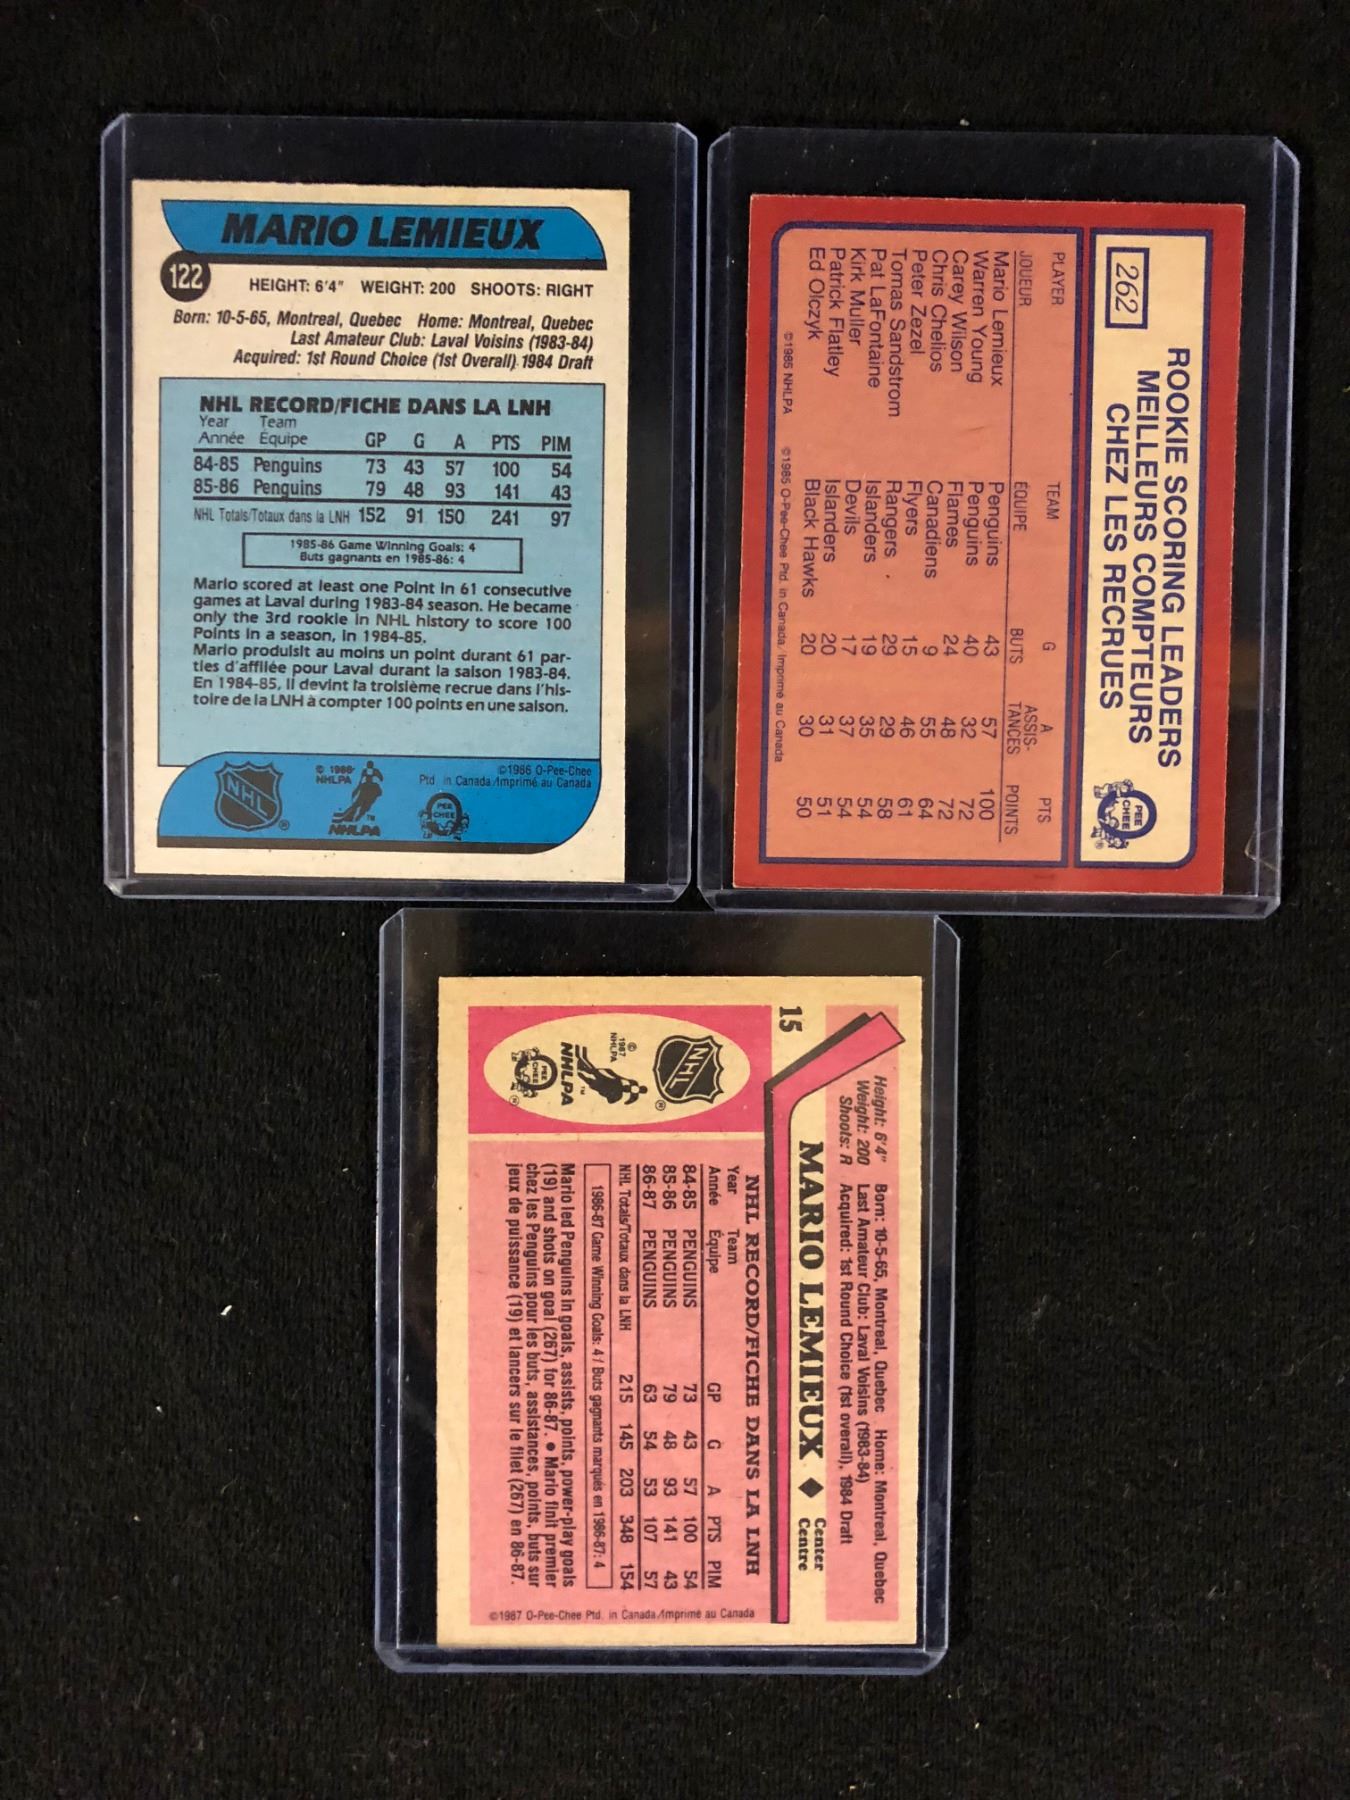 MARIO LEMIEUX
122
HEIGHT: 6'4" WEIGHT: 200 SHOOTS: RIGHT
Born: 10-5-65, Montreal, Quebec Home: Montreal, Quebec
Last Amateur Club: Laval Voisins (1983-84)
Acquired: 1st Round Choice (1st Overall) 1984 Draft
NHL RECORD/FICHE DANS LA LNH
Year Team
Année Équipe GP G A PTS PIM
84-85 Penguins 73 43 57 100 54
85-86 Penguins 79 48 93 141 43
NHL Totals/Totaux dans la LNH 152 91 150 241 97
1985-86 Game Winning Goals: 4
Buts gagnants en 1985-86: 4
Mario scored at least one Point in 61 consecutive
games at Laval during 1983-84 season. He became
only the 3rd rookie in NHL history to score 100
Points in a season, in 1984-85.
Mario produisit au moins un point durant 61 par-
ties d'affilée pour Laval durant la saison 1983-84.
En 1984-85, il devint la troisième recrue dans l'his-
toire de la LNH à compter 100 points en une saison.
NHL ®
© 1986 NHLPA
NHLPA ™
O PEE CHEE
©1986 O-Pee-Chee
Ptd. in Canada/Imprimé au Canada
262
ROOKIE SCORING LEADERS
MEILLEURS COMPTEURS
CHEZ LES RECRUES
O PEE CHEE ®
PLAYER TEAM G A PTS
JOUEUR ÉQUIPE BUTS ASSIS-TANCES POINTS
Mario Lemieux Penguins 43 57 100
Warren Young Penguins 40 32 72
Carey Wilson Flames 24 48 72
Chris Chelios Canadiens 9 55 64
Peter Zezel Flyers 15 46 61
Tomas Sandstrom Rangers 29 29 58
Pat LaFontaine Islanders 19 35 54
Kirk Muller Devils 17 37 54
Patrick Flatley Islanders 20 31 51
Ed Olczyk Black Hawks 20 30 50
©1985 NHLPA ©1985 O-Pee-Chee Ptd. in Canada/Imprimé au Canada
15
Height: 6'4" Born: 10-5-65, Montreal, Quebec Home: Montreal, Quebec
Weight: 200 Last Amateur Club: Laval Voisins (1983-84)
Shoots: R Acquired: 1st Round Choice (1st overall), 1984 Draft
MARIO LEMIEUX ◆ Center
Centre
NHL RECORD/FICHE DANS LA LNH
Year Team
Année Équipe GP G A PTS PIM
84-85 PENGUINS 73 43 57 100 54
85-86 PENGUINS 79 48 93 141 43
86-87 PENGUINS 63 54 53 107 57
NHL Totals/Totaux dans la LNH 215 145 203 348 154
1986-87 Game Winning Goals: 4 / Buts gagnants marqués en 1986-87: 4
Mario led Penguins in goals, assists, points, power-play goals
(19) and shots on goal (267) for 86-87. ● Mario finit premier
chez les Penguins pour les buts, assistances, points, buts sur
jeux de puissance (19) et lancers sur le filet (267) en 86-87.
©1987 O-Pee-Chee Ptd. in Canada/Imprimé au Canada
NHL ®
© 1987 NHLPA
NHLPA ™
O PEE CHEE ®